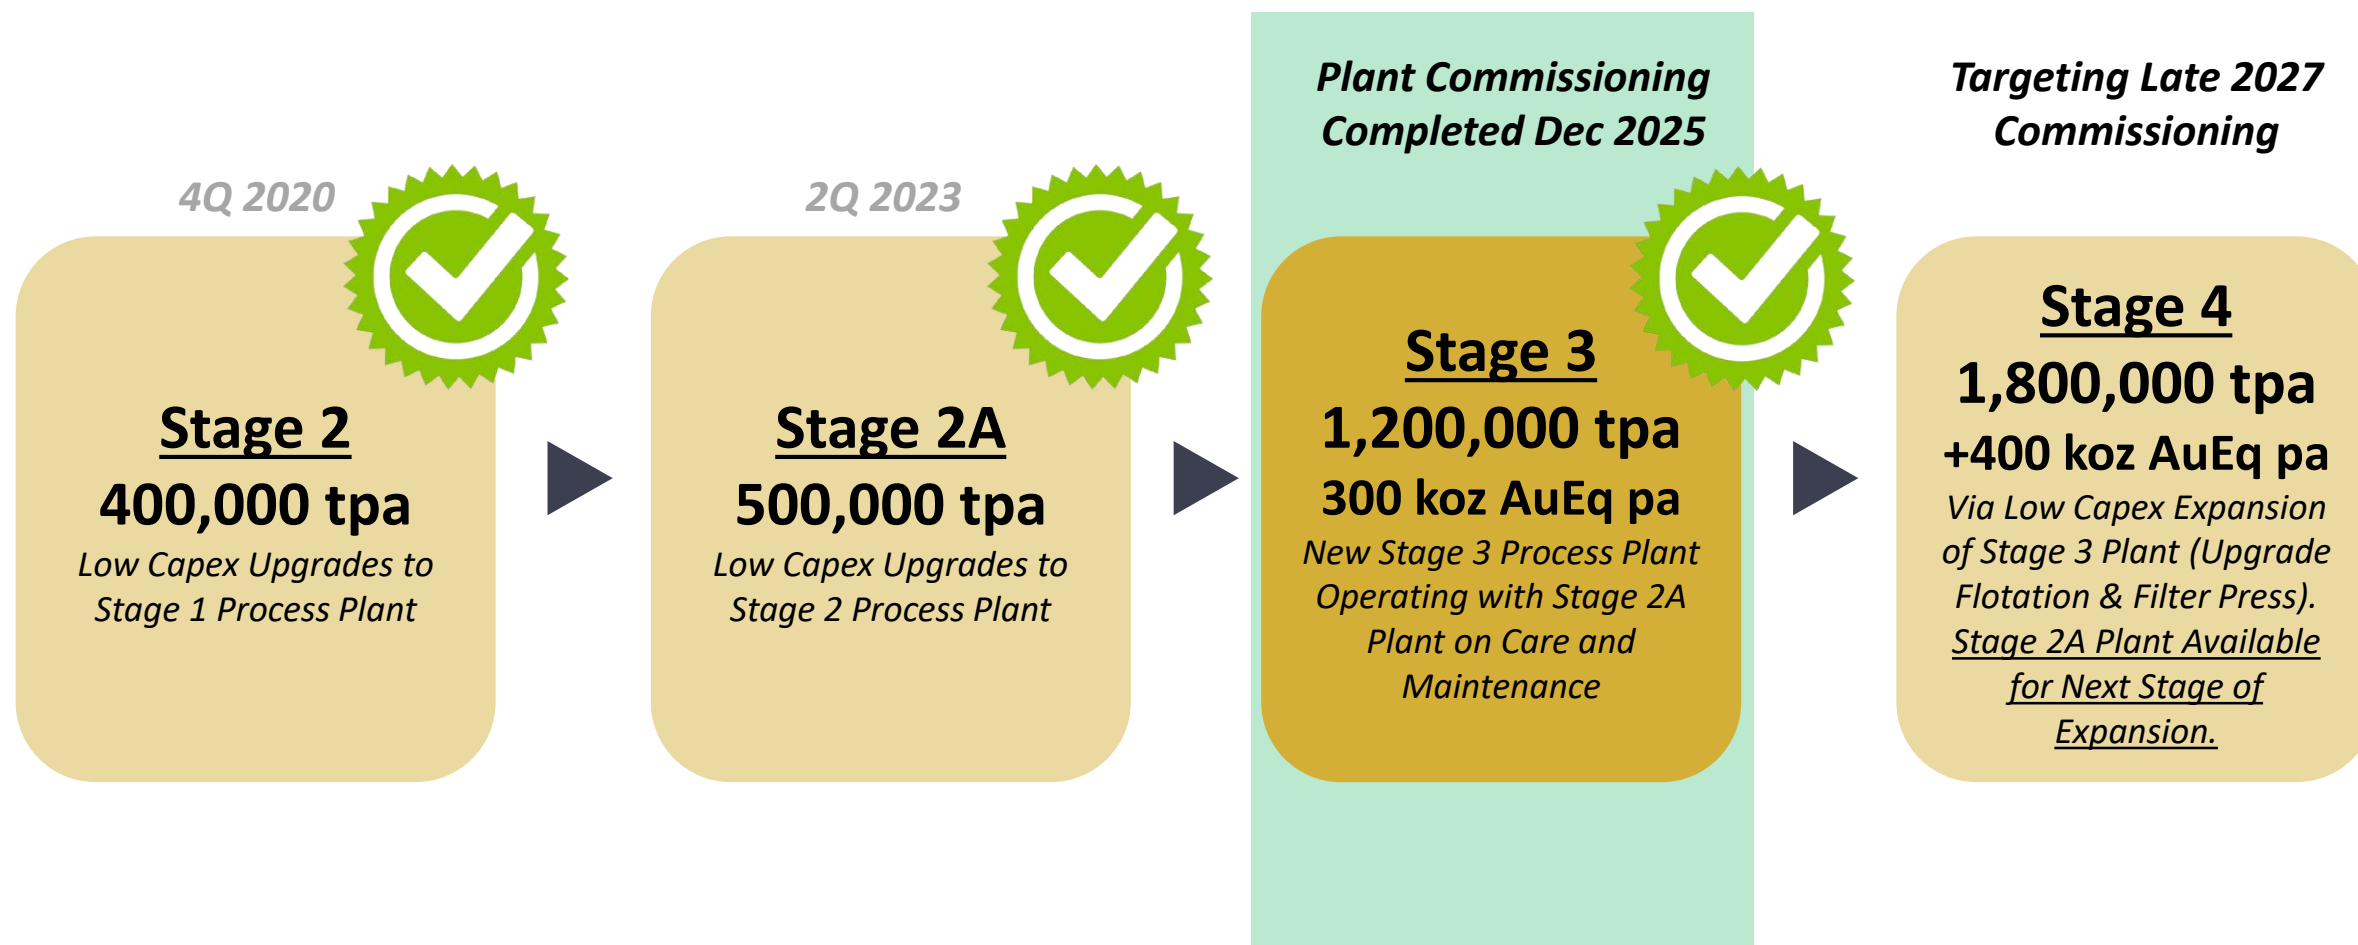 4Q 2020
Stage 2
400,000 tpa
Low Capex Upgrades to
Stage 1 Process Plant
2Q 2023
Stage 2A
500,000 tpa
Low Capex Upgrades to
Stage 2 Process Plant
Plant Commissioning
Completed Dec 2025
Stage 3
1,200,000 tpa
300 koz AuEq pa
New Stage 3 Process Plant
Operating with Stage 2A
Plant on Care and
Maintenance
Targeting Late 2027
Commissioning
Stage 4
1,800,000 tpa
+400 koz AuEq pa
Via Low Capex Expansion
of Stage 3 Plant (Upgrade
Flotation & Filter Press).
Stage 2A Plant Available
for Next Stage of
Expansion.